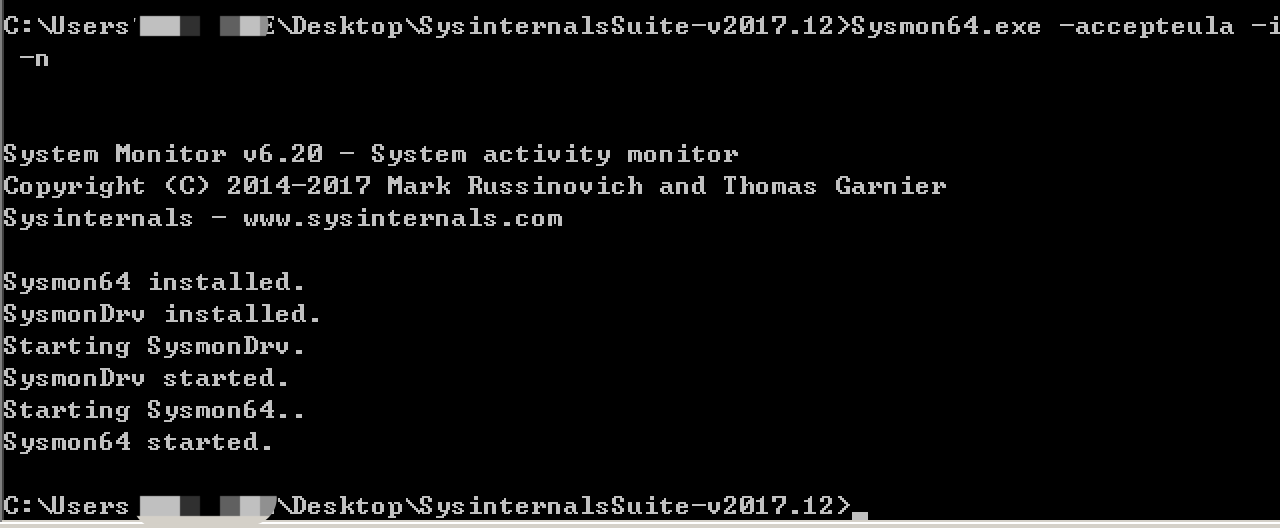 C:\Users\ E\Desktop\SysinternalsSuite-v2017.12>Sysmon64.exe -accepteula -i
-n
System Monitor v6.20 - System activity monitor
Copyright (C) 2014-2017 Mark Russinovich and Thomas Garnier
Sysinternals - www.sysinternals.com
Sysmon64 installed.
SysmonDrv installed.
Starting SysmonDrv.
SysmonDrv started.
Starting Sysmon64..
Sysmon64 started.
C:\Users \Desktop\SysinternalsSuite-v2017.12>